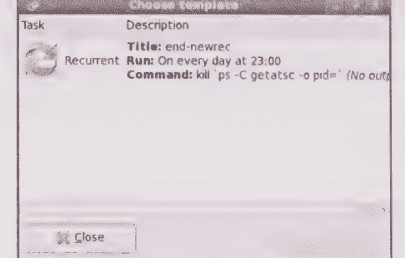 Choose template
Task Description
Title: end-newrec
Recurrent Run: On every day at 23:00
Command: kill `ps -C getatsc -o pid=` (No outp
Close